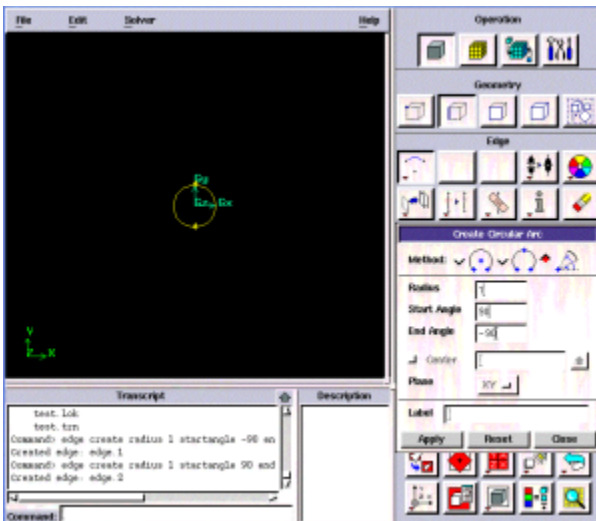 File Edit Solver Help
Operation
Geometry
Edge
Gy
Gz Gx
Create Circular Arc
Method:
Radius 1
Start Angle 90
End Angle -90
Center
Plane XY
Label
Apply Reset Close
Y
Z X
Transcript Description
test.lok
test.trn
Command> edge create radius 1 startangle -90 en
Created edge: edge.1
Command> edge create radius 1 startangle 90 end
Created edge: edge.2
Command: